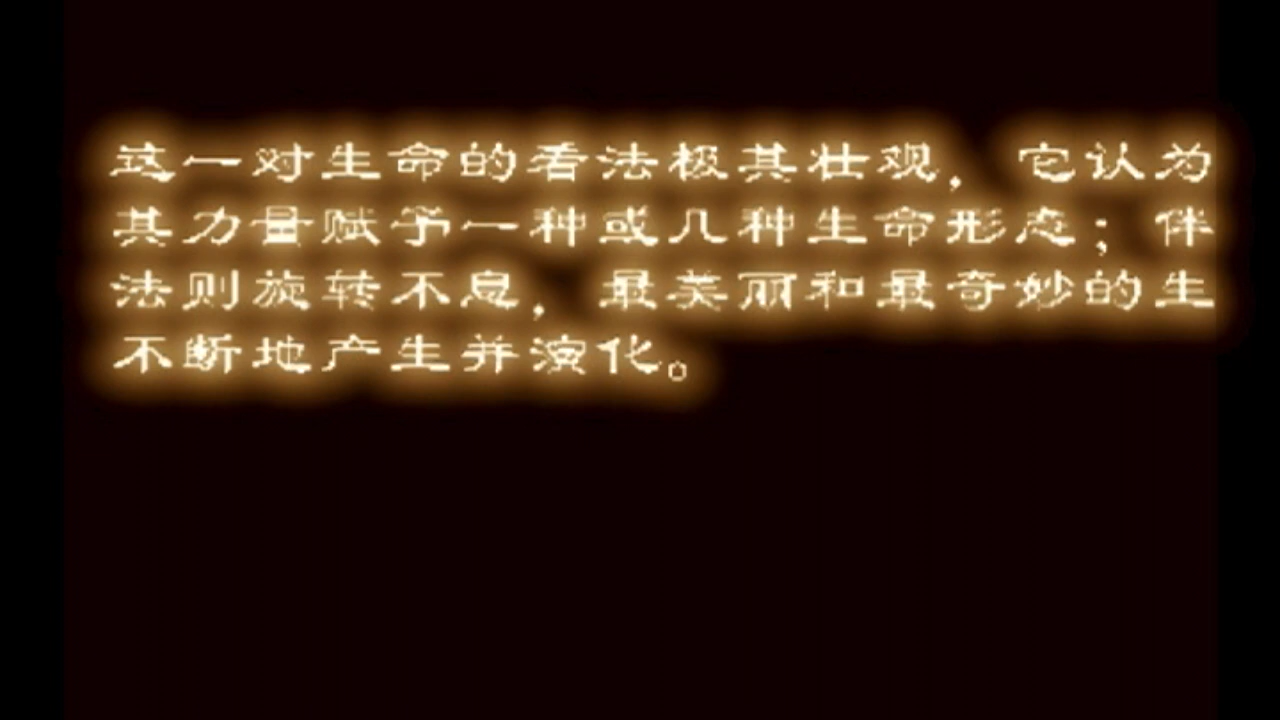 这一对生命的看法极其壮观，它认为
其力量赋予一种或几种生命形态；伴
法则旋转不息，最美丽和最奇妙的生
不断地产生并演化。